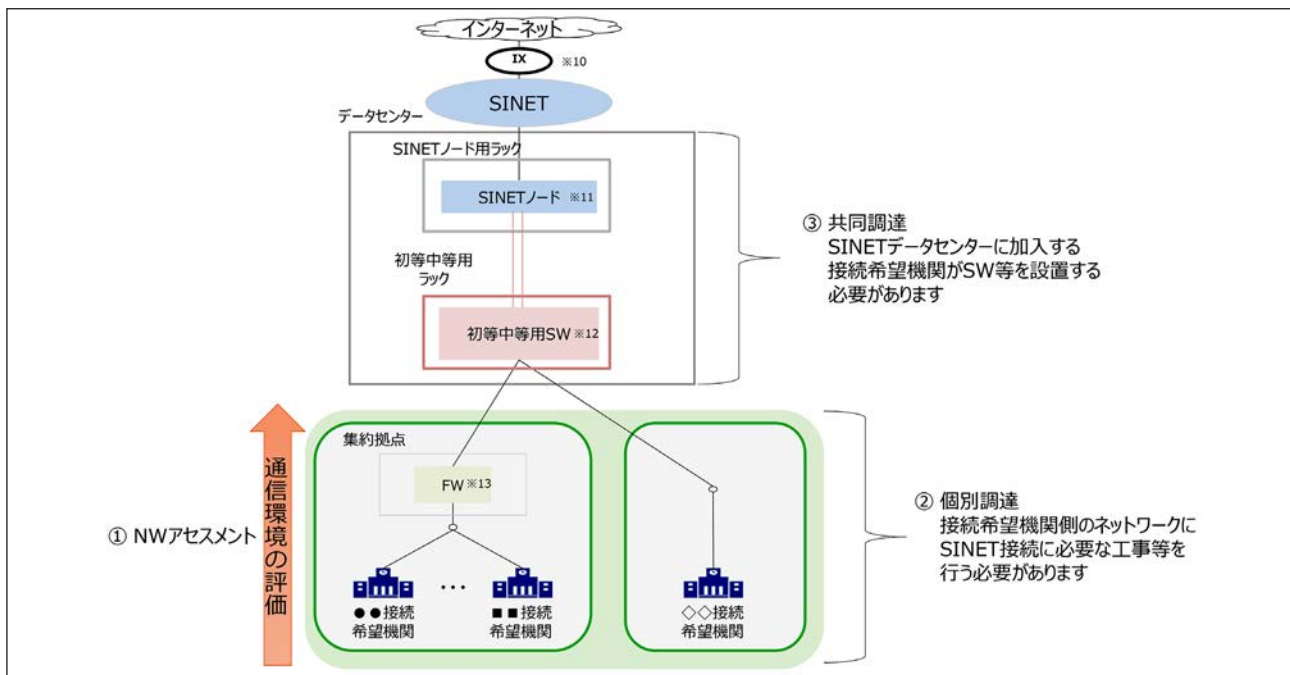 インターネット
IX
※10
SINET
データセンター
SINETノード用ラック
SINETノード ※11
初等中等用
ラック
初等中等用SW ※12
③ 共同調達
SINETデータセンターに加入する
接続希望機関がSW等を設置する
必要があります
集約拠点
FW ※13
① NWアセスメント
通信環境の評価
② 個別調達
接続希望機関側のネットワークに
SINET接続に必要な工事等を
行う必要があります
・・・
●●接続
希望機関
■■接続
希望機関
◇◇接続
希望機関